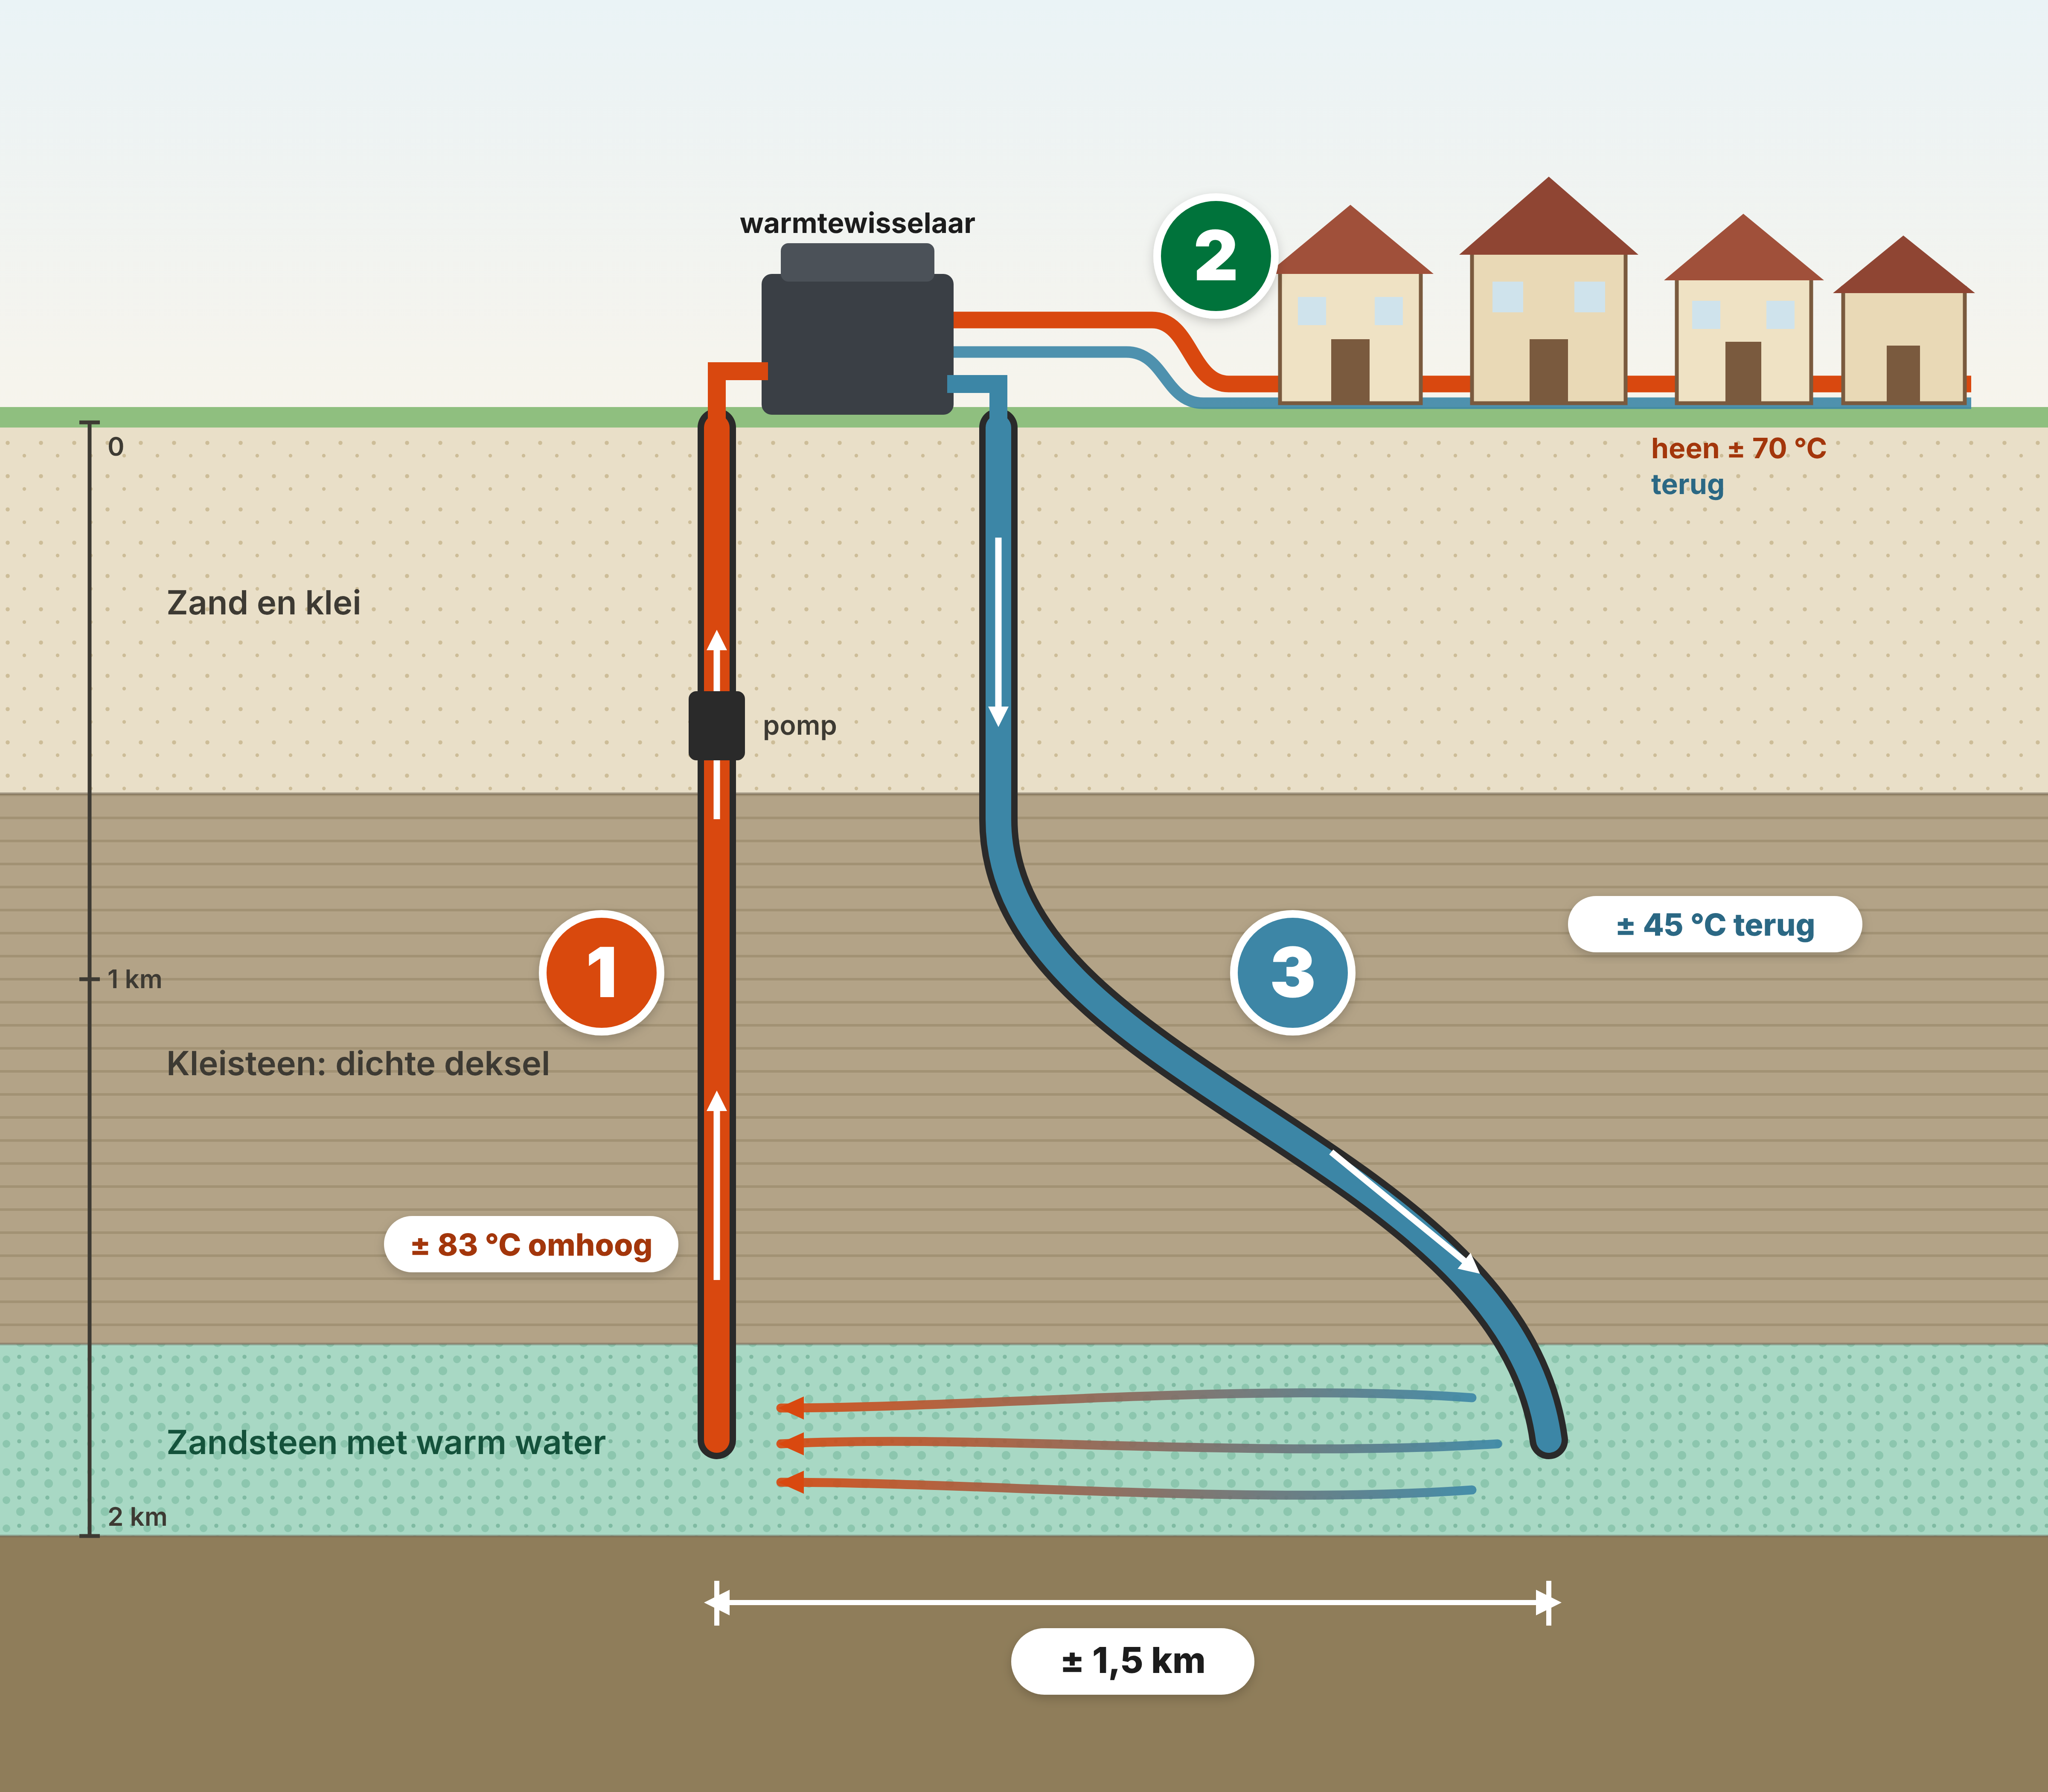 warmtewisselaar
2
0
heen ± 70 °C
terug
Zand en klei
pomp
± 45 °C terug
1
3
1 km
Kleisteen: dichte deksel
± 83 °C omhoog
Zandsteen met warm water
2 km
± 1,5 km